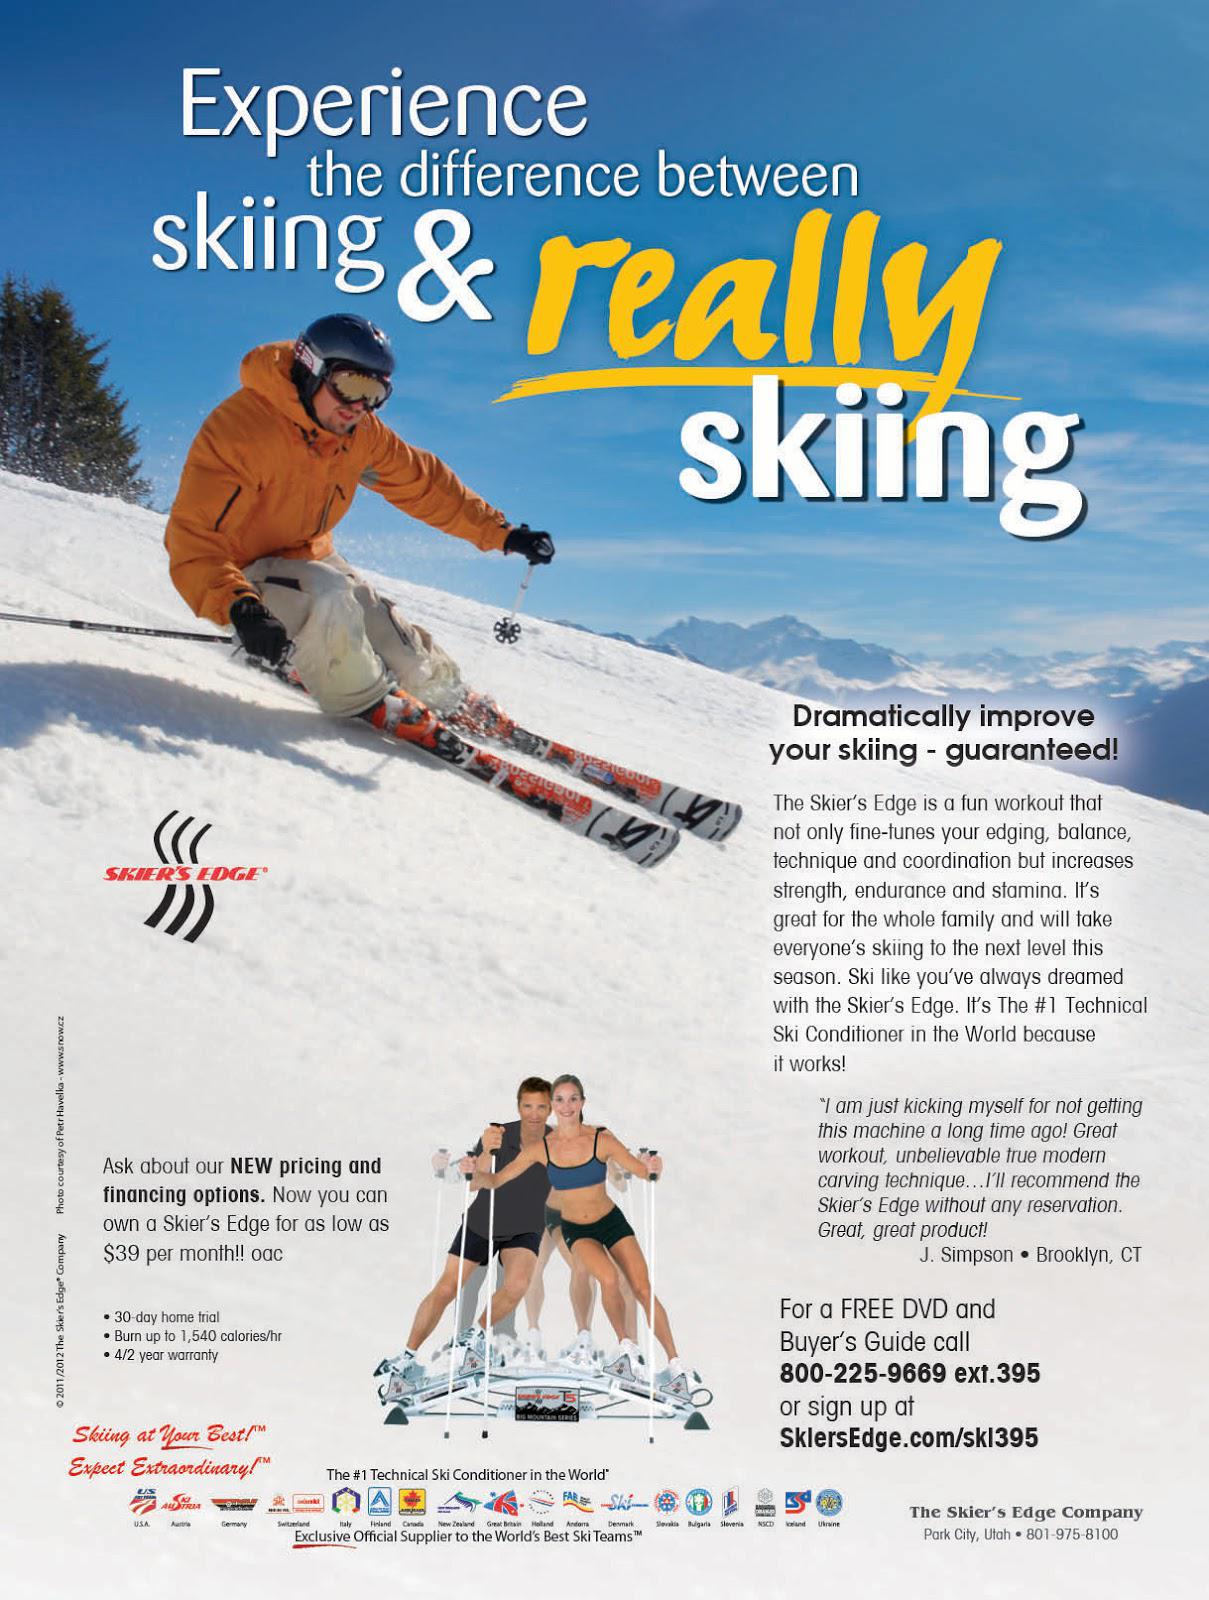 Experience
the difference between
skiing & really
skiing
Dramatically improve
your skiing - guaranteed!
The Skier's Edge is a fun workout that
not only fine-tunes your edging, balance,
technique and coordination but increases
strength, endurance and stamina. It's
great for the whole family and will take
everyone's skiing to the next level this
season. Ski like you've always dreamed
with the Skier's Edge. It's The #1 Technical
Ski Conditioner in the World because
it works!
"I am just kicking myself for not getting
this machine a long time ago! Great
workout, unbelievable true modern
carving technique...I'll recommend the
Skier's Edge without any reservation.
Great, great product!
J. Simpson • Brooklyn, CT
SKIER'S EDGE®
Ask about our NEW pricing and
financing options. Now you can
own a Skier's Edge for as low as
$39 per month!! oac
• 30-day home trial
• Burn up to 1,540 calories/hr
• 4/2 year warranty
© 2011/2012 The Skier's Edge® Company Photo courtesy of Petr Havelka - www.snow.cz
SKIER'S EDGE T5
BIG MOUNTAIN SERIES
For a FREE DVD and
Buyer's Guide call
800-225-9669 ext.395
or sign up at
SkIersEdge.com/skI395
Skiing at Your Best!™
Expect Extraordinary!™
The #1 Technical Ski Conditioner in the World"
U.S.A. Austria Germany Switzerland Italy Finland Canada New Zealand Great Britain Holland Andorra Denmark Slovakia Bulgaria Slovenia NSCD Iceland Ukraine
Exclusive Official Supplier to the World's Best Ski Teams™
The Skier's Edge Company
Park City, Utah • 801-975-8100